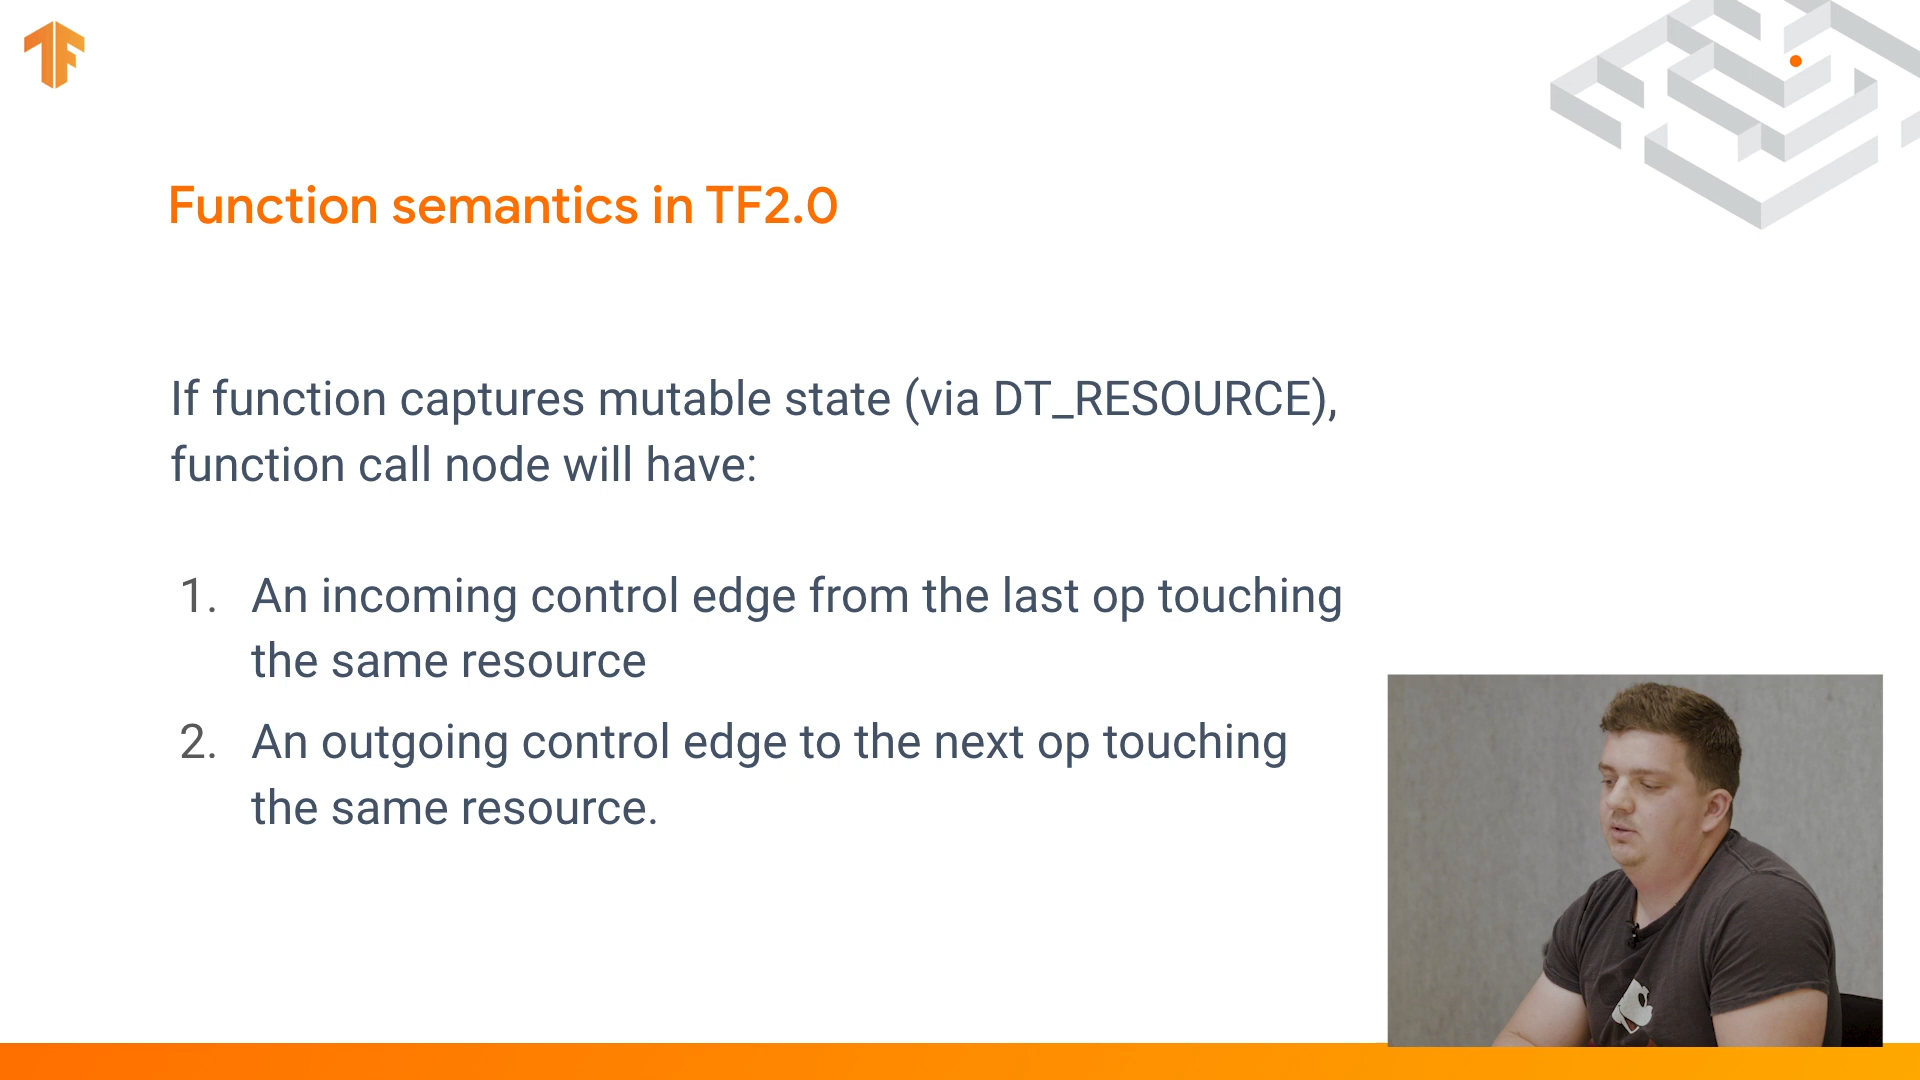 Function semantics in TF2.0
If function captures mutable state (via DT_RESOURCE),
function call node will have:
1. An incoming control edge from the last op touching
the same resource
2. An outgoing control edge to the next op touching
the same resource.